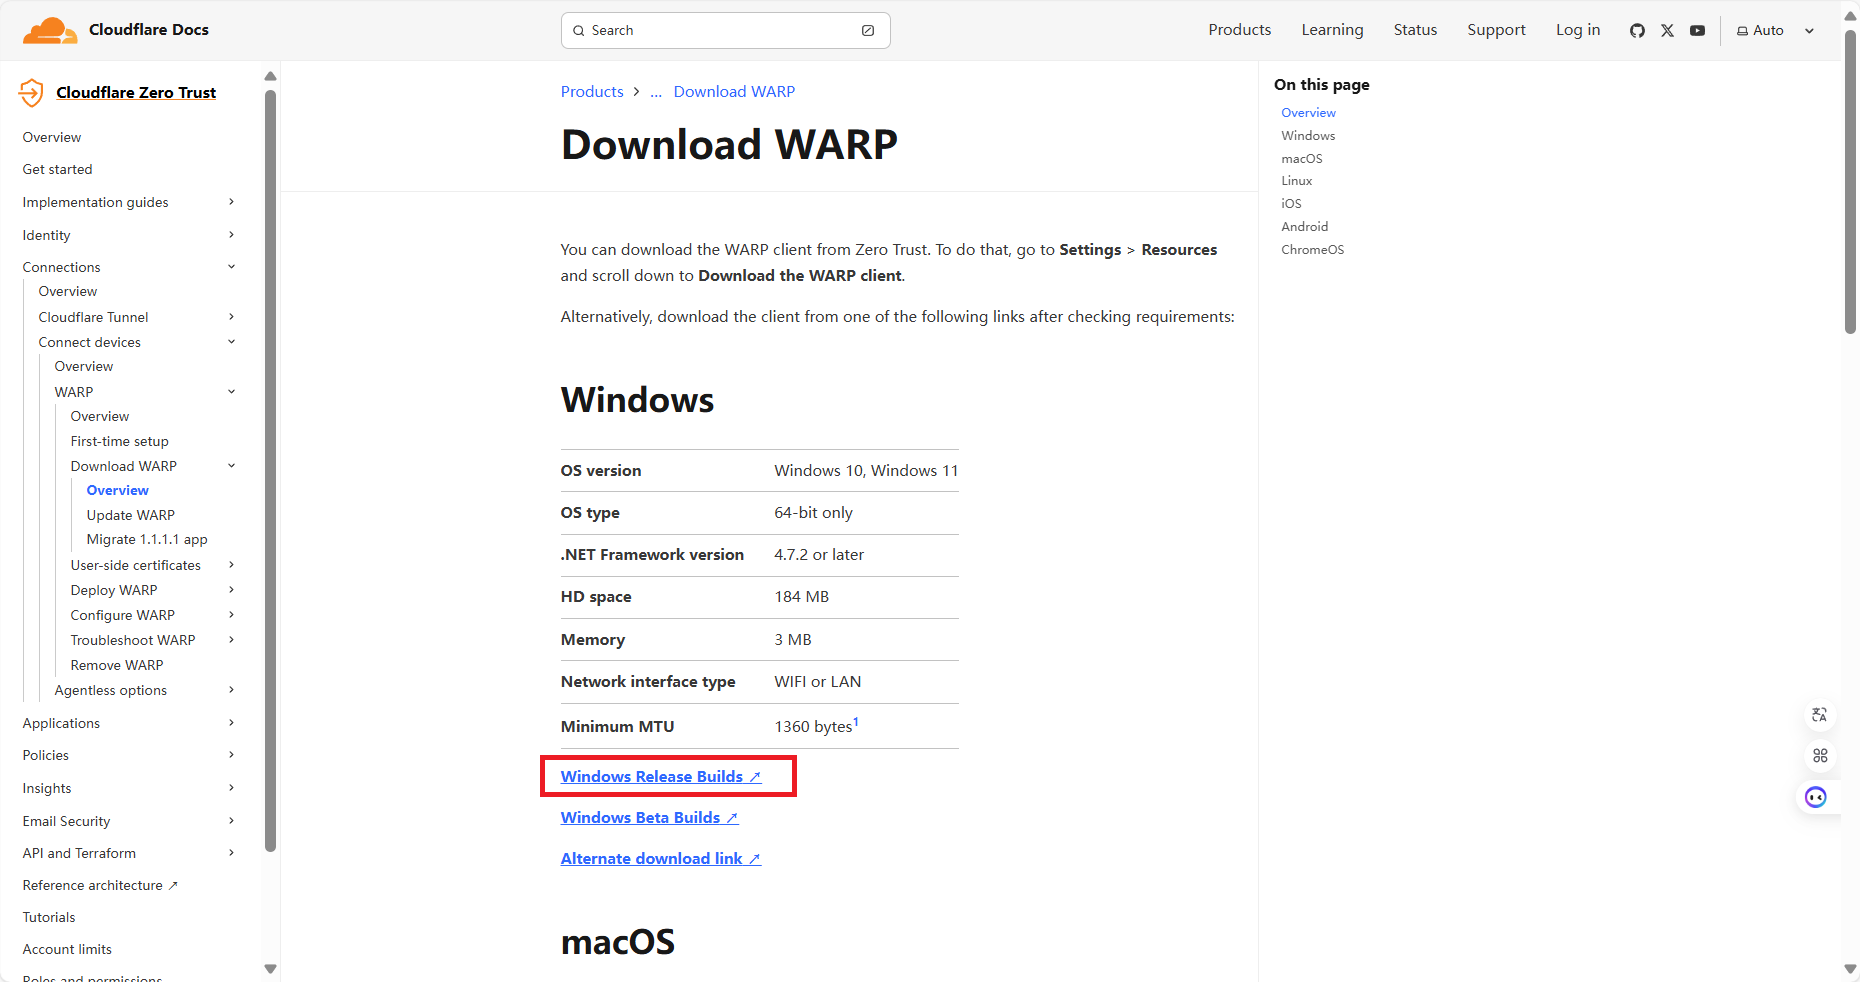 Cloudflare Docs
Search
Products
Learning
Status
Support
Log in
Auto
Cloudflare Zero Trust
Overview
Get started
Implementation guides
Identity
Connections
Overview
Cloudflare Tunnel
Connect devices
Overview
WARP
Overview
First-time setup
Download WARP
Overview
Update WARP
Migrate 1.1.1.1 app
User-side certificates
Deploy WARP
Configure WARP
Troubleshoot WARP
Remove WARP
Agentless options
Applications
Policies
Insights
Email Security
API and Terraform
Reference architecture ↗
Tutorials
Account limits
Roles and permissions
Products > ... Download WARP
Download WARP
You can download the WARP client from Zero Trust. To do that, go to Settings > Resources
and scroll down to Download the WARP client.
Alternatively, download the client from one of the following links after checking requirements:
Windows
OS version Windows 10, Windows 11
OS type 64-bit only
.NET Framework version 4.7.2 or later
HD space 184 MB
Memory 3 MB
Network interface type WIFI or LAN
Minimum MTU 1360 bytes1
Windows Release Builds ↗
Windows Beta Builds ↗
Alternate download link ↗
macOS
On this page
Overview
Windows
macOS
Linux
iOS
Android
ChromeOS